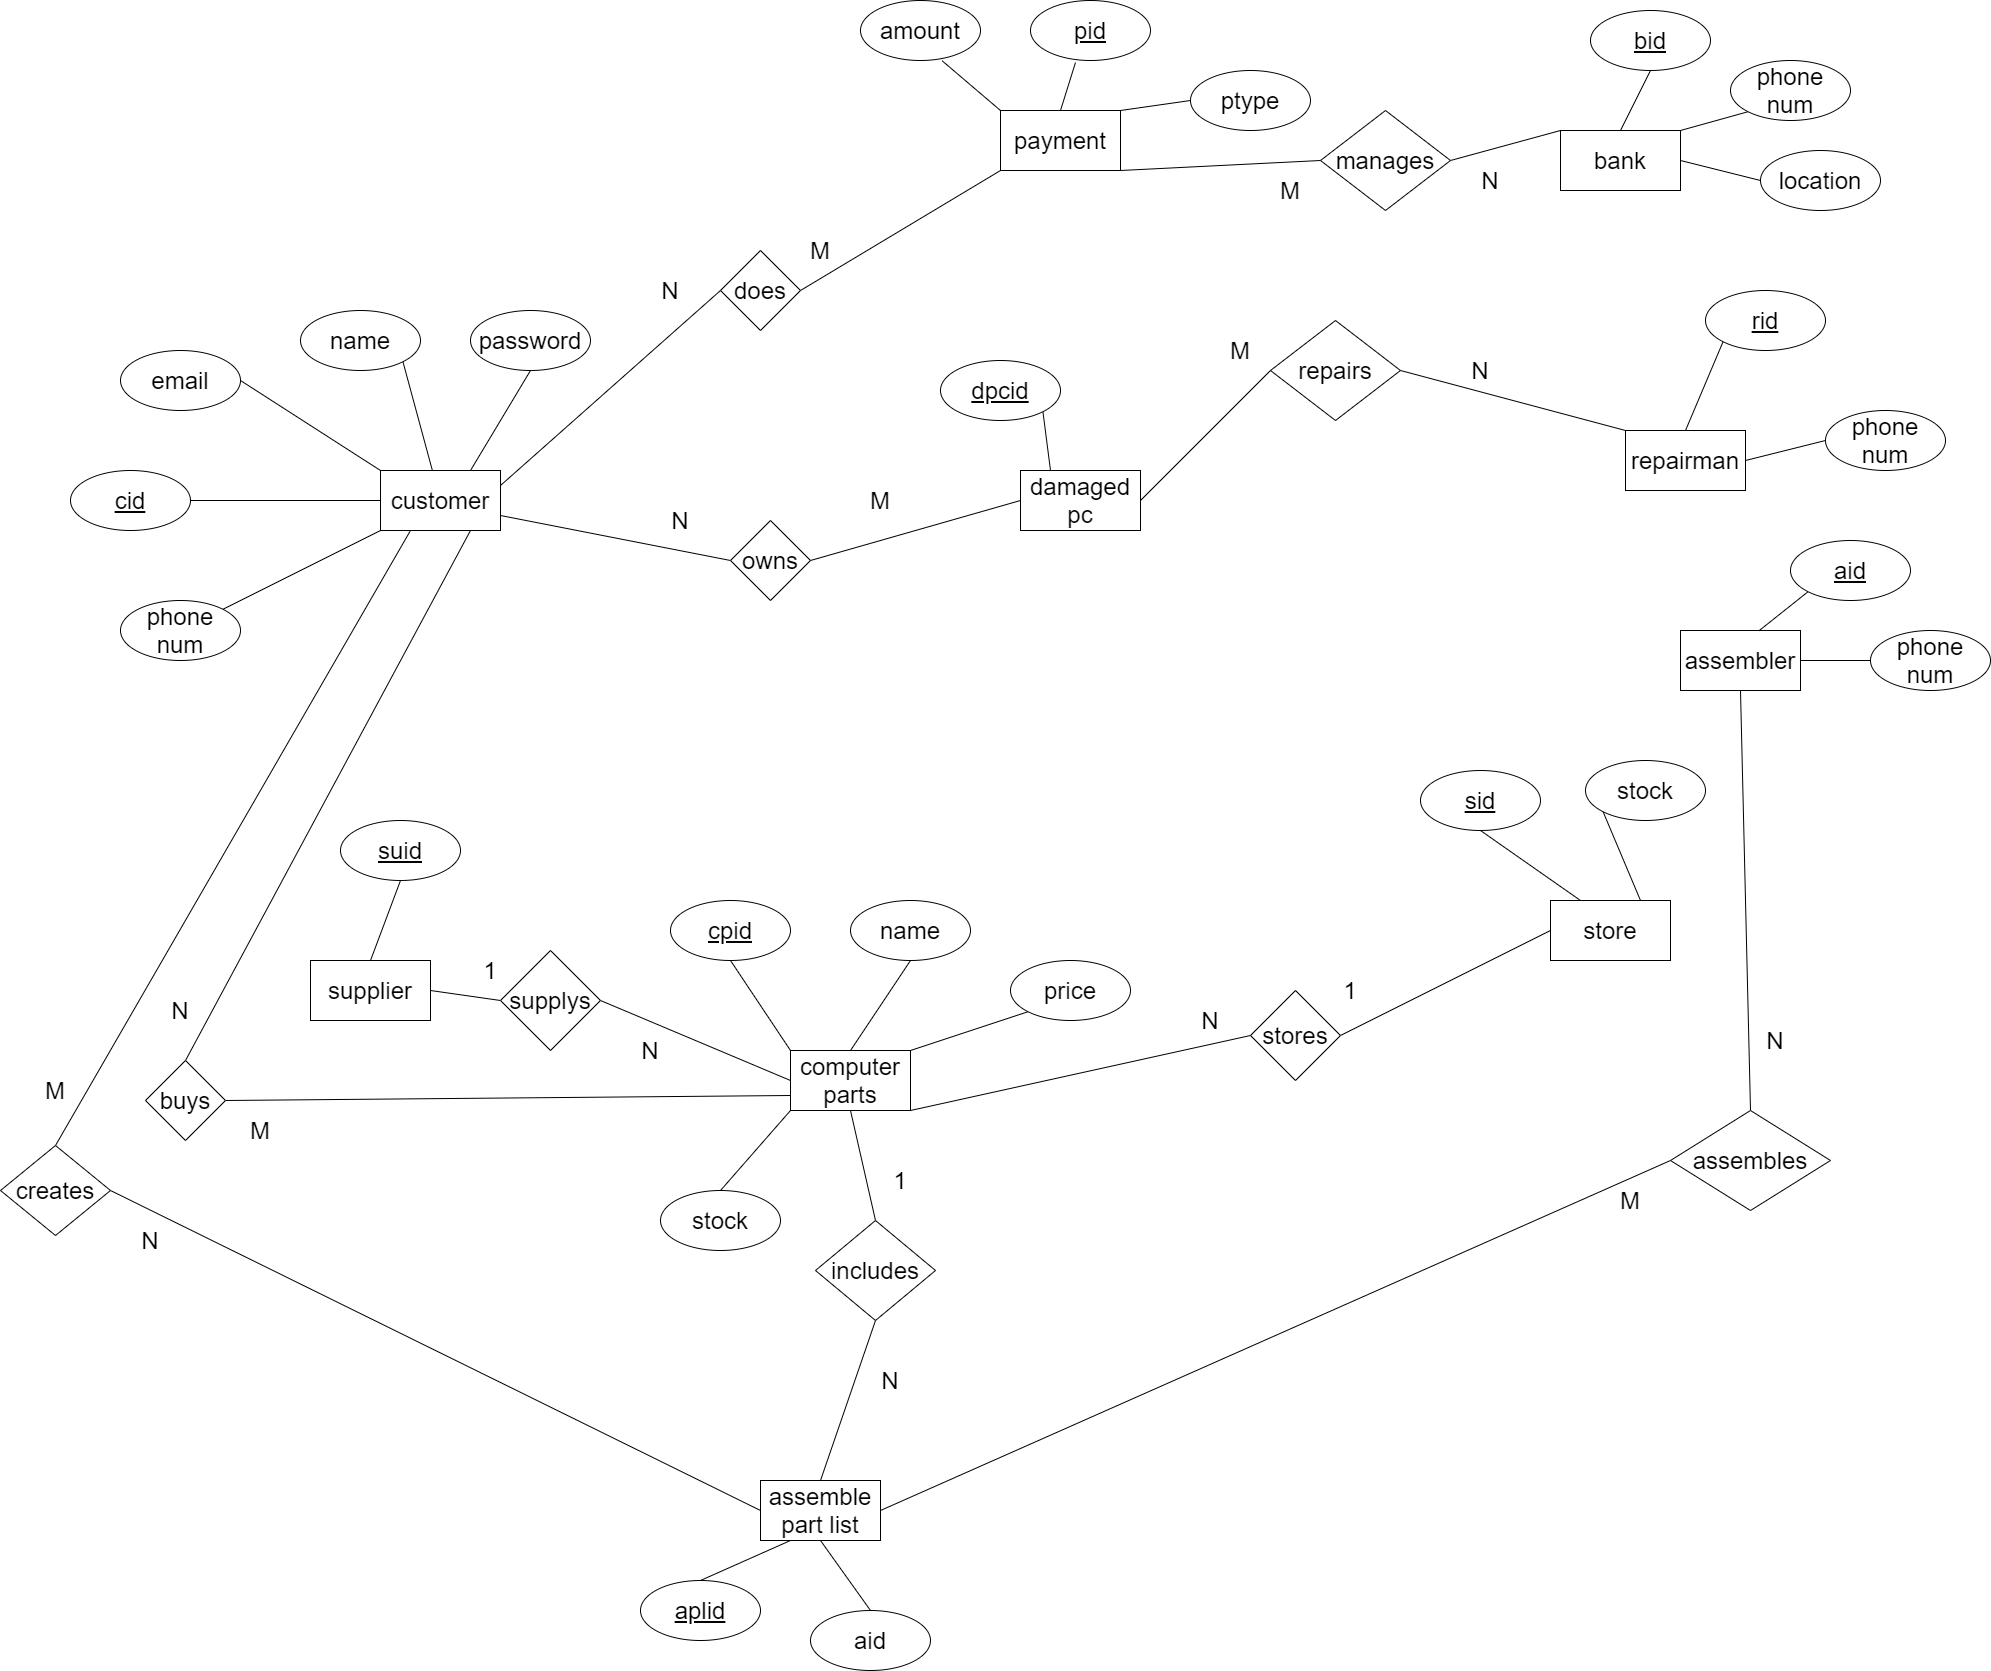 amount
pid
ptype
payment
manages
M
N
bid
phone
num
bank
location
does
N
M
email
name
password
cid
customer
phone
num
dpcid
damaged
pc
owns
N
M
M
repairs
N
rid
repairman
phone
num
aid
assembler
phone
num
sid
stock
store
suid
supplier
1
supplys
N
cpid
name
price
computer
parts
stock
N
stores
1
N
buys
M
M
creates
N
1
includes
N
N
assembles
M
assemble
part list
aplid
aid